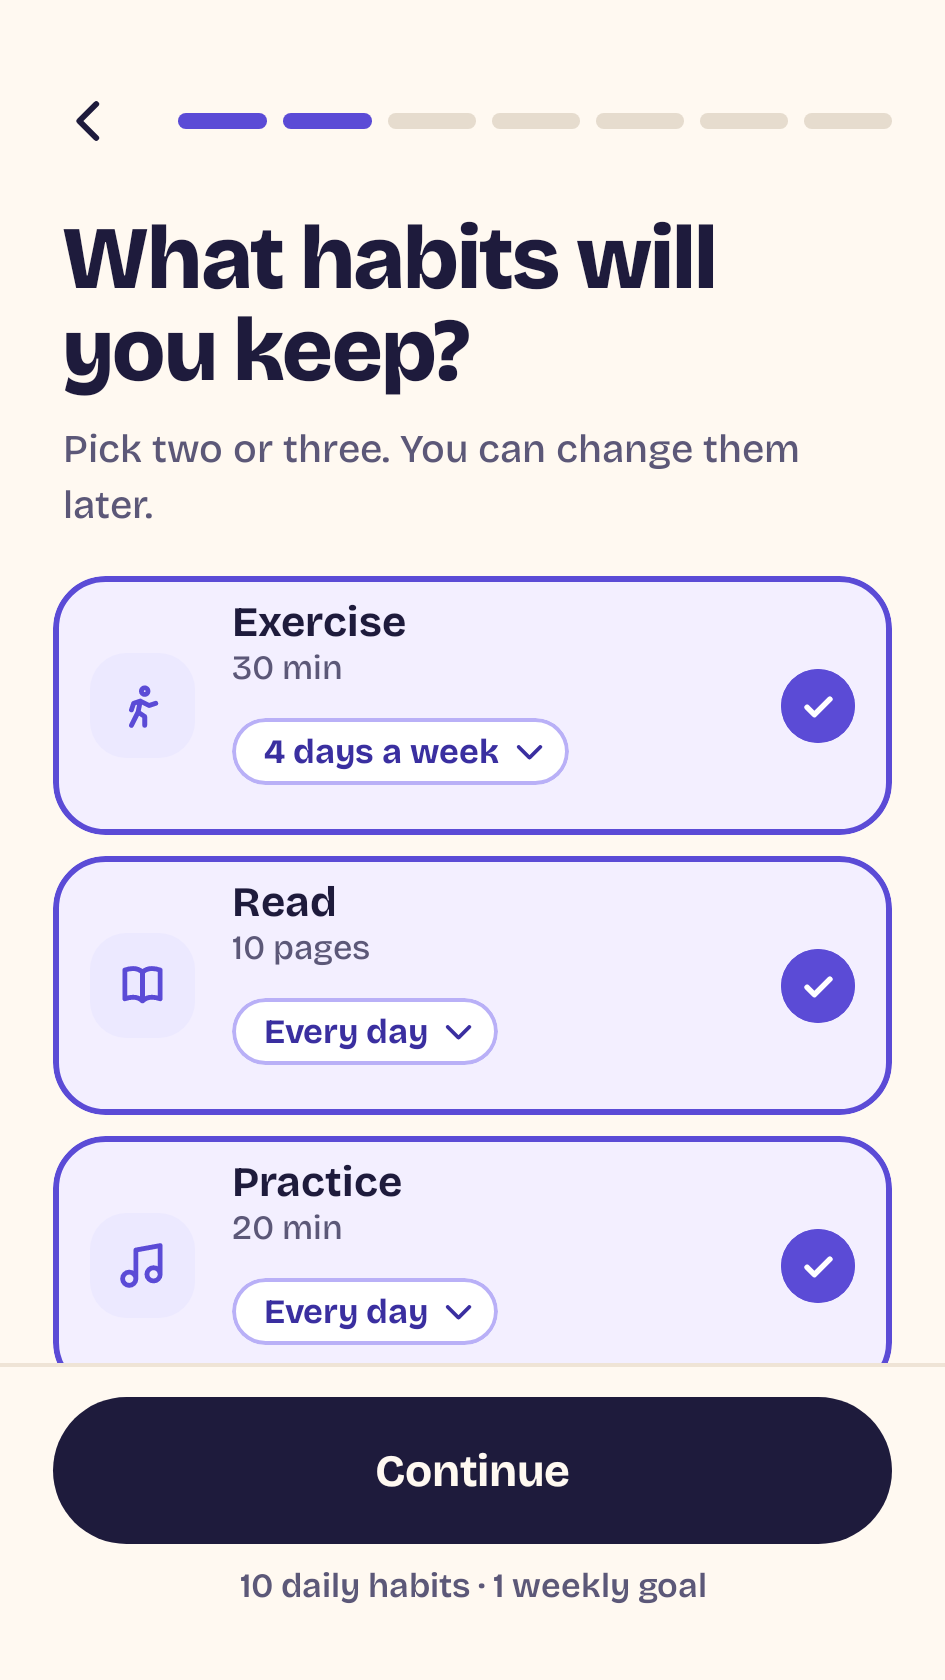 What habits will
you keep?
Pick two or three. You can change them
later.
Exercise
30 min
4 days a week
Read
10 pages
Every day
Practice
20 min
Every day
Continue
10 daily habits · 1 weekly goal